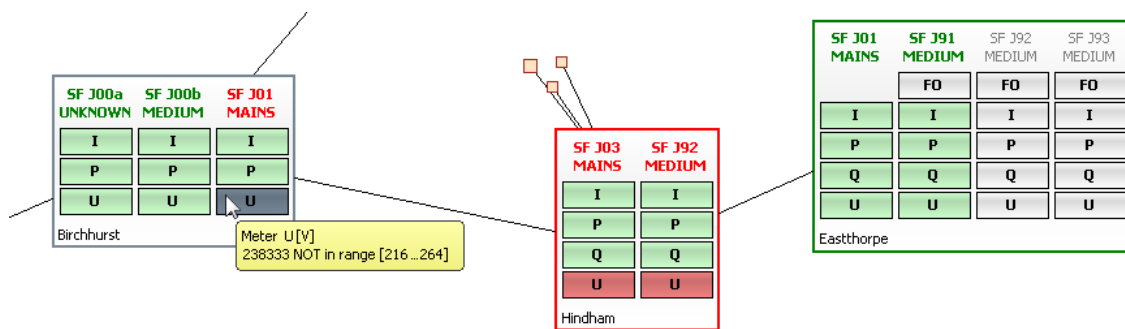 SF J00a SF J00b SF J01
UNKNOWN MEDIUM MAINS
I I I
P P P
U U U
Birchhurst
Meter U[V]
238333 NOT in range [216...264]
SF J03 SF J92
MAINS MEDIUM
I I
P P
Q Q
U U
Hindham
SF J01 SF J91 SF J92 SF J93
MAINS MEDIUM MEDIUM MEDIUM
FO FO FO
I I I I
P P P P
Q Q Q Q
U U U U
Eastthorpe